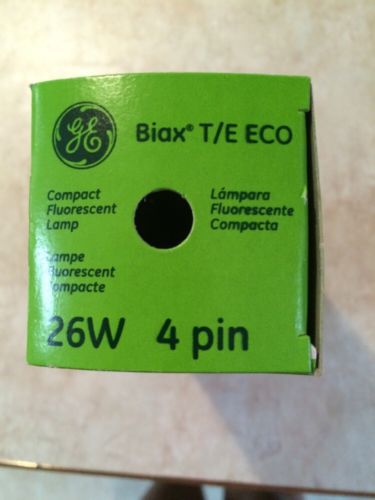 GE
Biax® T/E ECO
Compact
Fluorescent
Lamp
Lámpara
Fluorescente
Compacta
Lampe
Fluorescent
Compacte
26W 4 pin